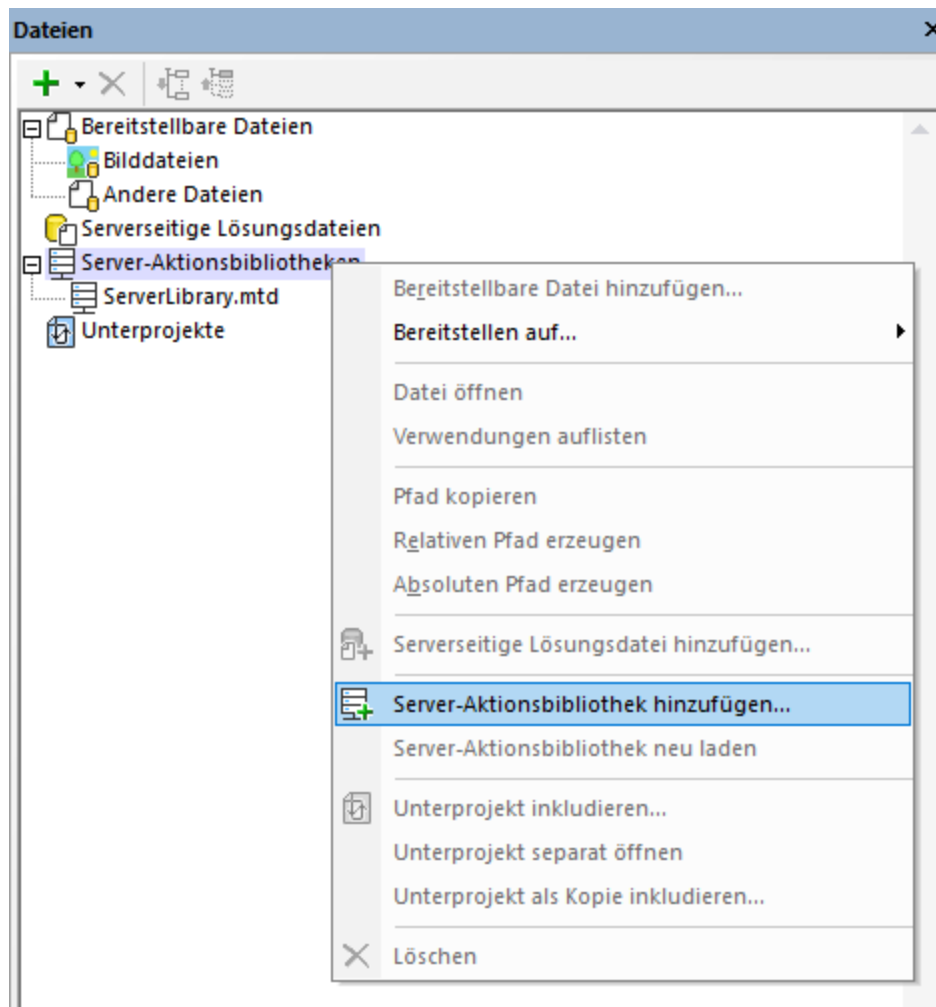 Dateien
Bereitstellbare Dateien
Bilddateien
Andere Dateien
Serverseitige Lösungsdateien
Server-Aktionsbibliotheken
ServerLibrary.mtd
Unterprojekte
Bereitstellbare Datei hinzufügen...
Bereitstellen auf...
Datei öffnen
Verwendungen auflisten
Pfad kopieren
Relativen Pfad erzeugen
Absoluten Pfad erzeugen
Serverseitige Lösungsdatei hinzufügen...
Server-Aktionsbibliothek hinzufügen...
Server-Aktionsbibliothek neu laden
Unterprojekt inkludieren...
Unterprojekt separat öffnen
Unterprojekt als Kopie inkludieren...
Löschen